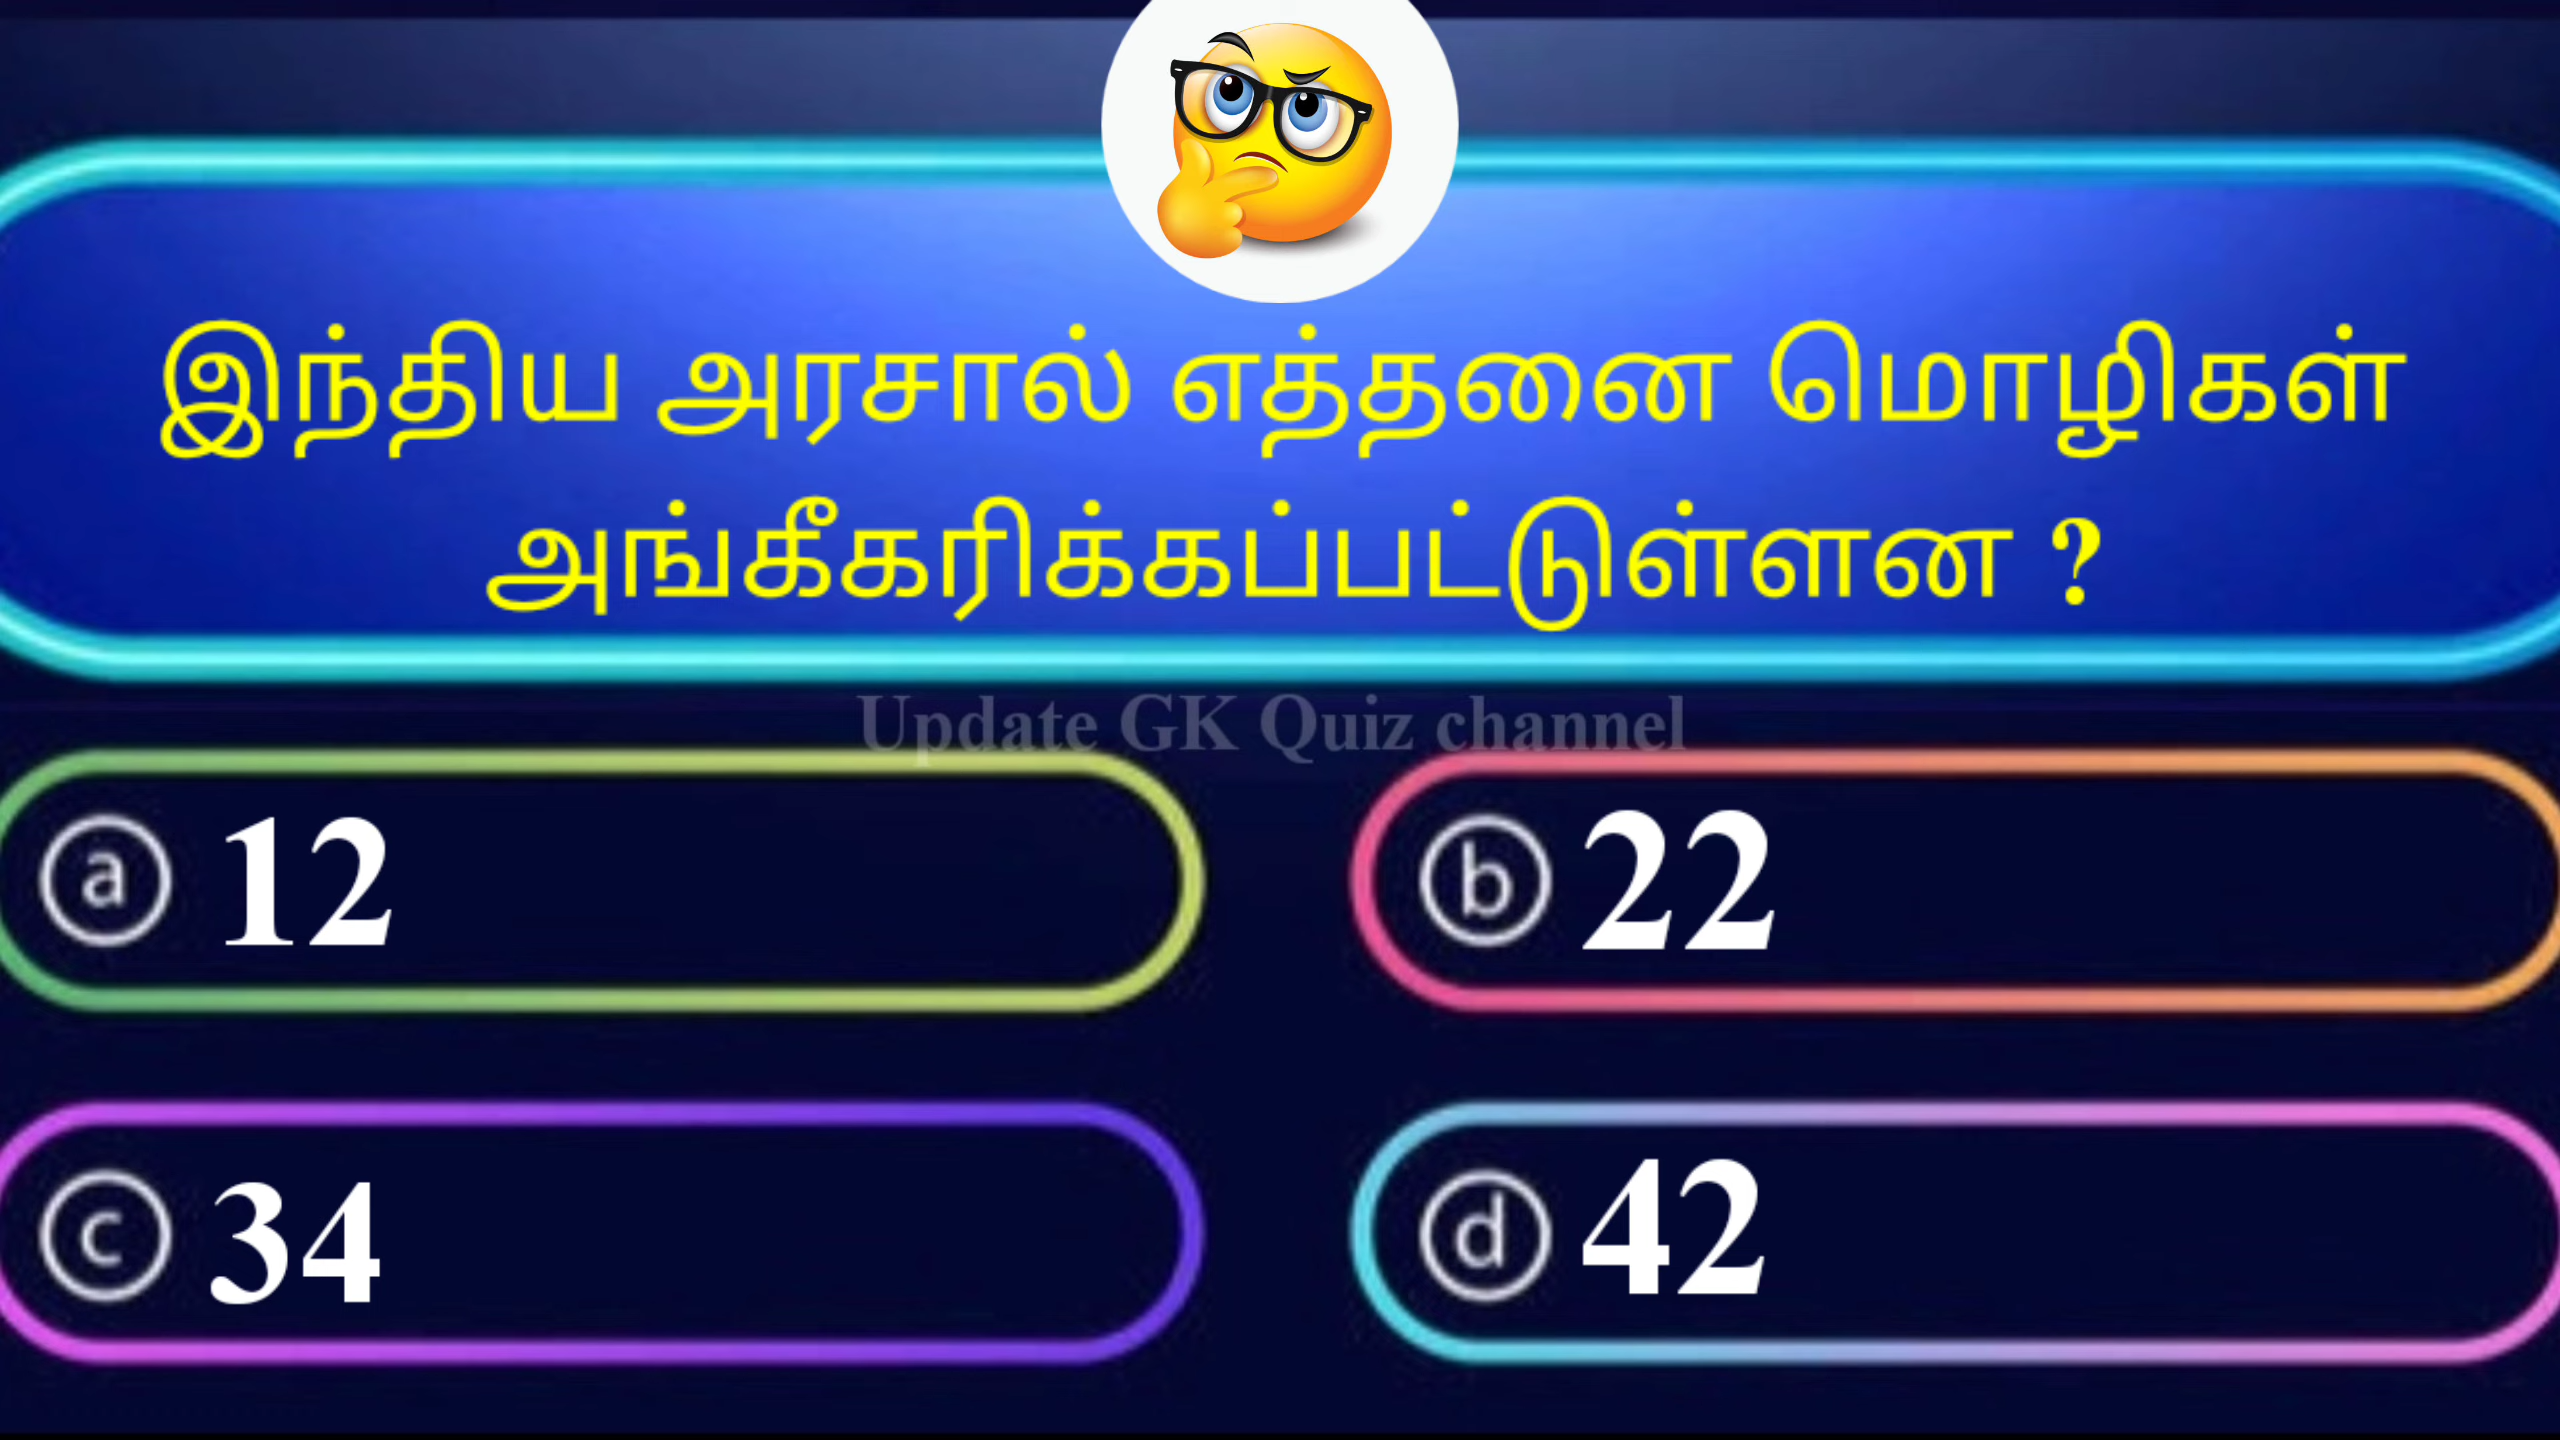 இந்திய அரசால் எத்தனை மொழிகள்
அங்கீகரிக்கப்பட்டுள்ளன ?
Update GK Quiz channel
a 12
b 22
c 34
d 42